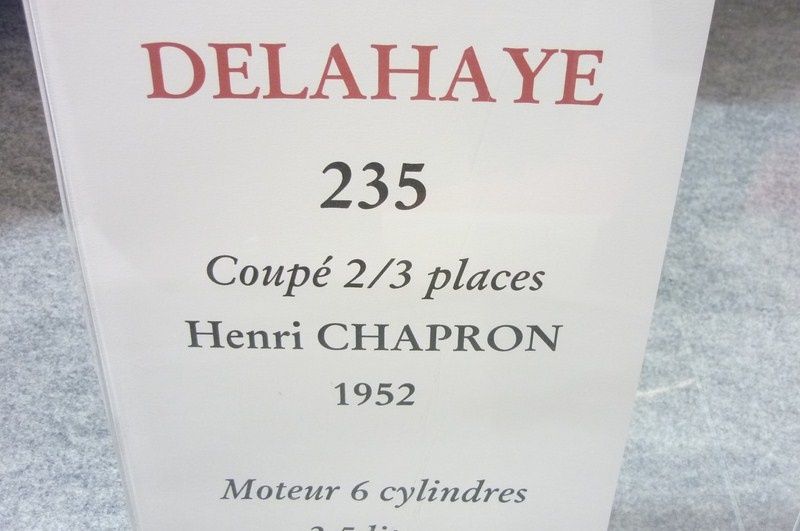 DELAHAYE
235
Coupé 2/3 places
Henri CHAPRON
1952
Moteur 6 cylindres